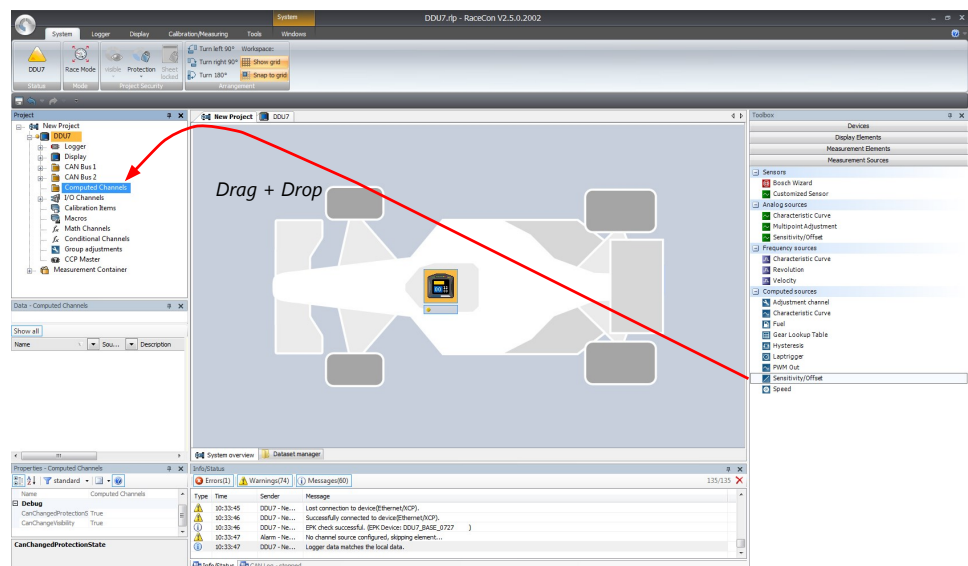 System
DDU7.rlp - RaceCon V2.5.0.2002
System Logger Display Calibration/Measuring Tools Windows
DDU7
Race Mode
visible
Protection
Sheet locked
Turn left 90°
Turn right 90°
Turn 180°
Workspace:
Show grid
Snap to grid
Status Mode Project Security Arrangement
Project
New Project
DDU7
Logger
Display
CAN Bus 1
CAN Bus 2
Computed Channels
I/O Channels
Calibration Items
Macros
Math Channels
Conditional Channels
Group adjustments
CCP Master
Measurement Container
Data - Computed Channels
Show all
Name Sou... Description
Properties - Computed Channels
standard
Name Computed Channels
Debug
CanChangedProtectionS True
CanChangeVisibility True
CanChangedProtectionState
New Project DDU7
Drag + Drop
System overview Dataset manager
Info/Status
Errors(1) Warnings(74) Messages(60) 135/135
Type Time Sender Message
10:33:45 DDU7 - Ne... Lost connection to device(Ethernet/XCP).
10:33:46 DDU7 - Ne... Successfully connected to device(Ethernet/XCP).
10:33:46 DDU7 - Ne... EPK check successful. (EPK Device: DDU7_BASE_0727 )
10:33:47 Alarm - Ne... No channel source configured, skipping element...
10:33:47 DDU7 - Ne... Logger data matches the local data.
Info/Status CAN Log - stopped
Toolbox
Devices
Display Elements
Measurement Elements
Measurement Sources
Sensors
Bosch Wizard
Customized Sensor
Analog sources
Characteristic Curve
Multipoint Adjustment
Sensitivity/Offset
Frequency sources
Characteristic Curve
Revolution
Velocity
Computed sources
Adjustment channel
Characteristic Curve
Fuel
Gear Lookup Table
Hysteresis
Laptrigger
PWM Out
Sensitivity/Offset
Speed